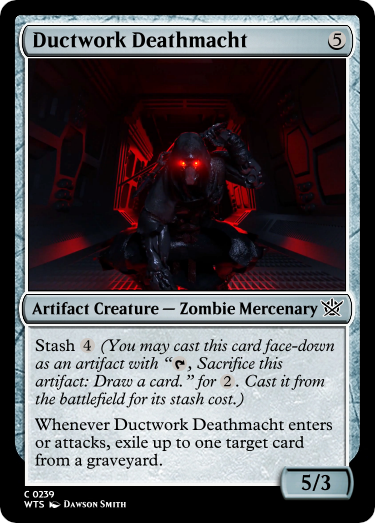 Ductwork Deathmacht 5
Artifact Creature — Zombie Mercenary
Stash 4 (You may cast this card face-down
as an artifact with “T, Sacrifice this
artifact: Draw a card.” for 2. Cast it from
the battlefield for its stash cost.)
Whenever Ductwork Deathmacht enters
or attacks, exile up to one target card
from a graveyard.
5/3
C 0239
WTS Dawson Smith